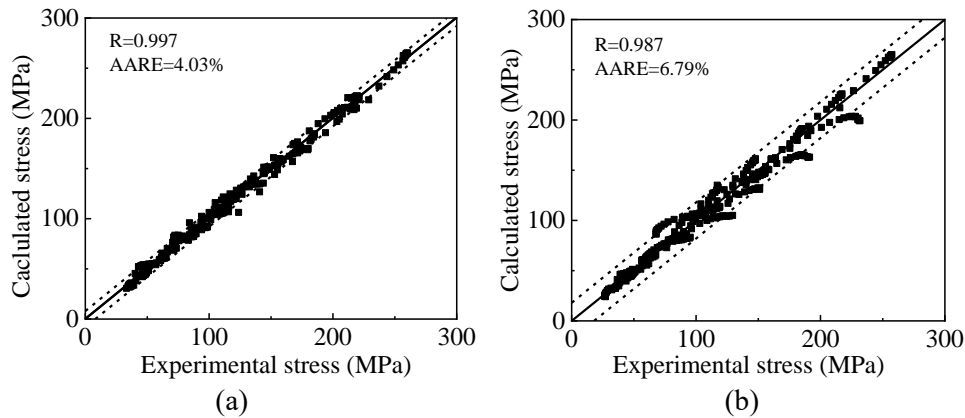 300
R=0.997
AARE=4.03%
200
100
0
0
100
200
300
Caclulated stress (MPa)
Experimental stress (MPa)
(a)
300
R=0.987
AARE=6.79%
200
100
0
0
100
200
300
Calculated stress (MPa)
Experimental stress (MPa)
(b)